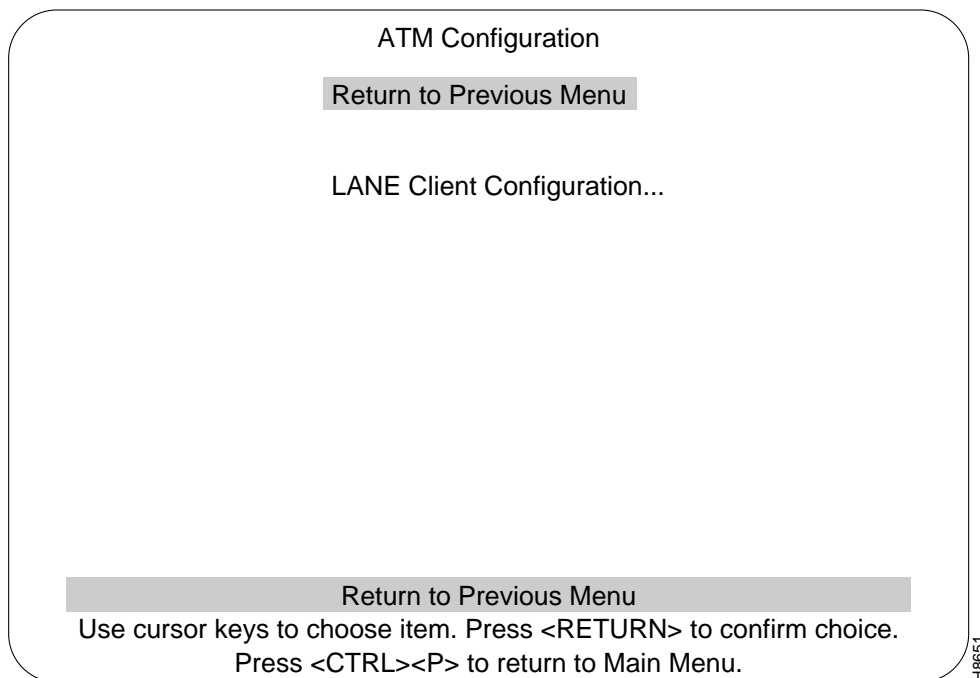 ATM Configuration
Return to Previous Menu
LANE Client Configuration...
Return to Previous Menu
Use cursor keys to choose item. Press <RETURN> to confirm choice.
Press <CTRL><P> to return to Main Menu.